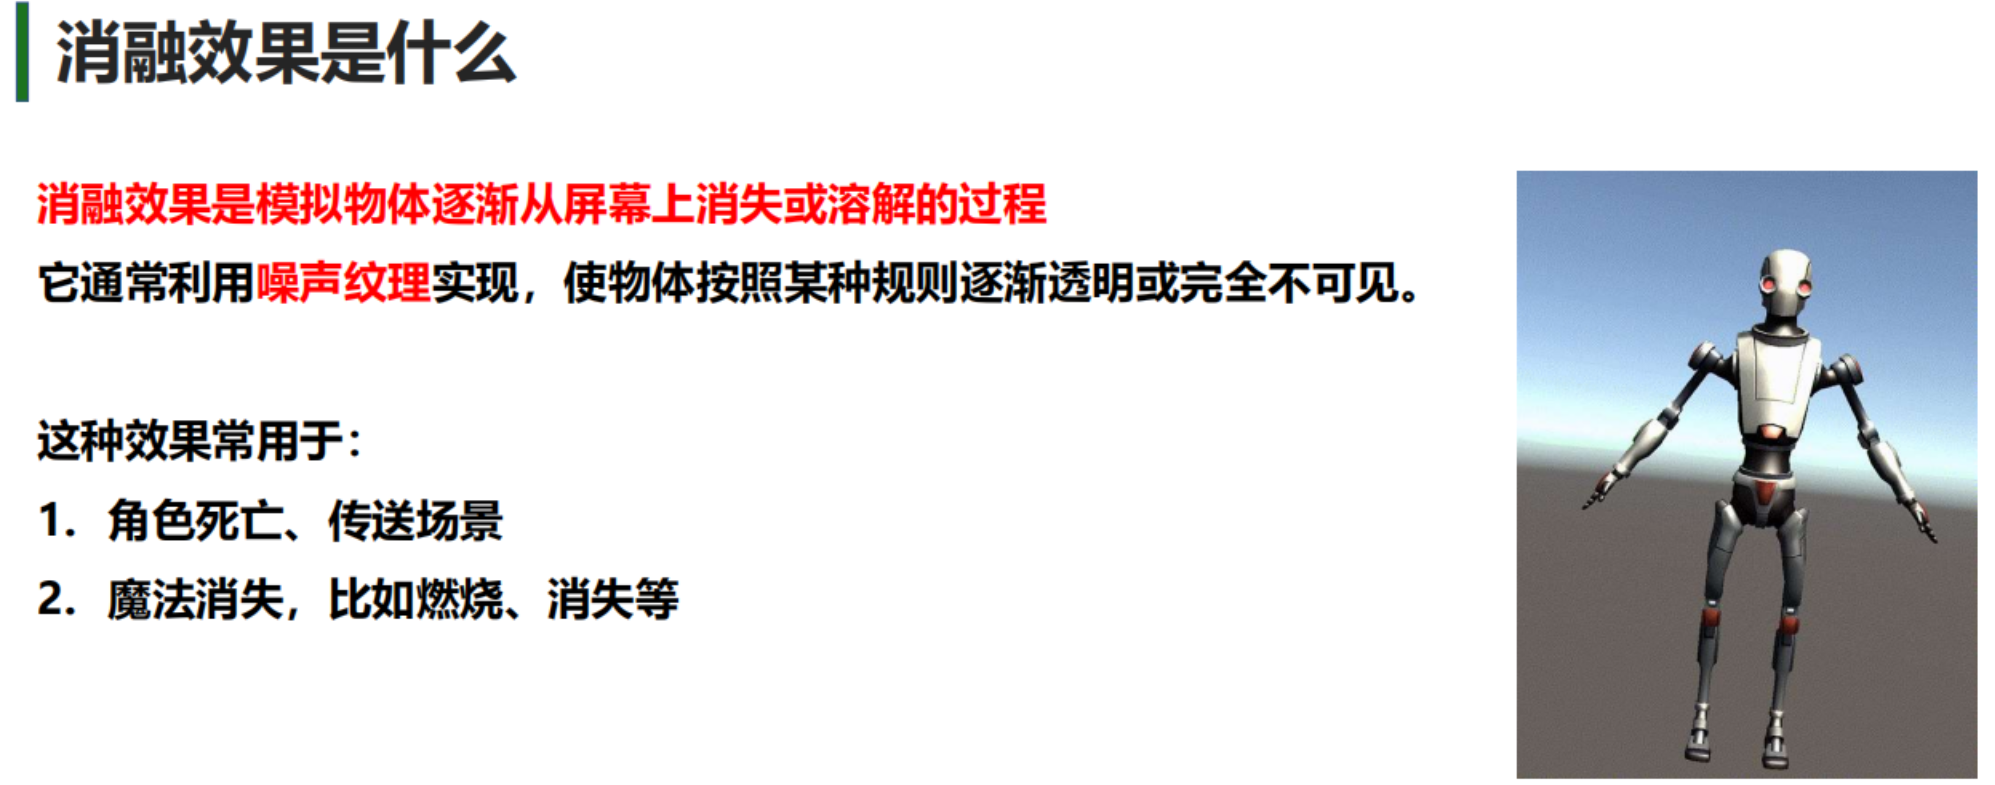 消融效果是什么
消融效果是模拟物体逐渐从屏幕上消失或溶解的过程
它通常利用噪声纹理实现，使物体按照某种规则逐渐透明或完全不可见。
这种效果常用于：
1. 角色死亡、传送场景
2. 魔法消失，比如燃烧、消失等